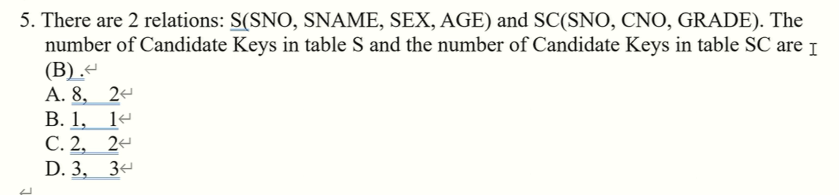 5. There are 2 relations: S(SNO, SNAME, SEX, AGE) and SC(SNO, CNO, GRADE). The
number of Candidate Keys in table S and the number of Candidate Keys in table SC are
(B) .
A. 8, 2
B. 1, 1
C. 2, 2
D. 3, 3